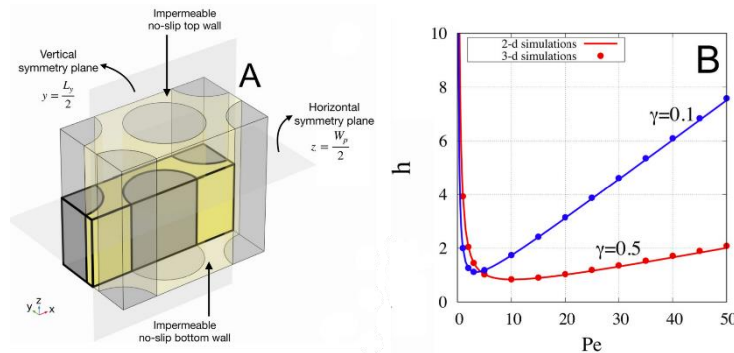 Impermeable
no-slip top wall
A
Vertical
symmetry plane
y = L_y/2
Horizontal
symmetry plane
z = W_p/2
y z x
Impermeable
no-slip bottom wall
B
2-d simulations
3-d simulations
γ=0.1
γ=0.5
h
10
8
6
4
2
0
0 10 20 30 40 50
Pe